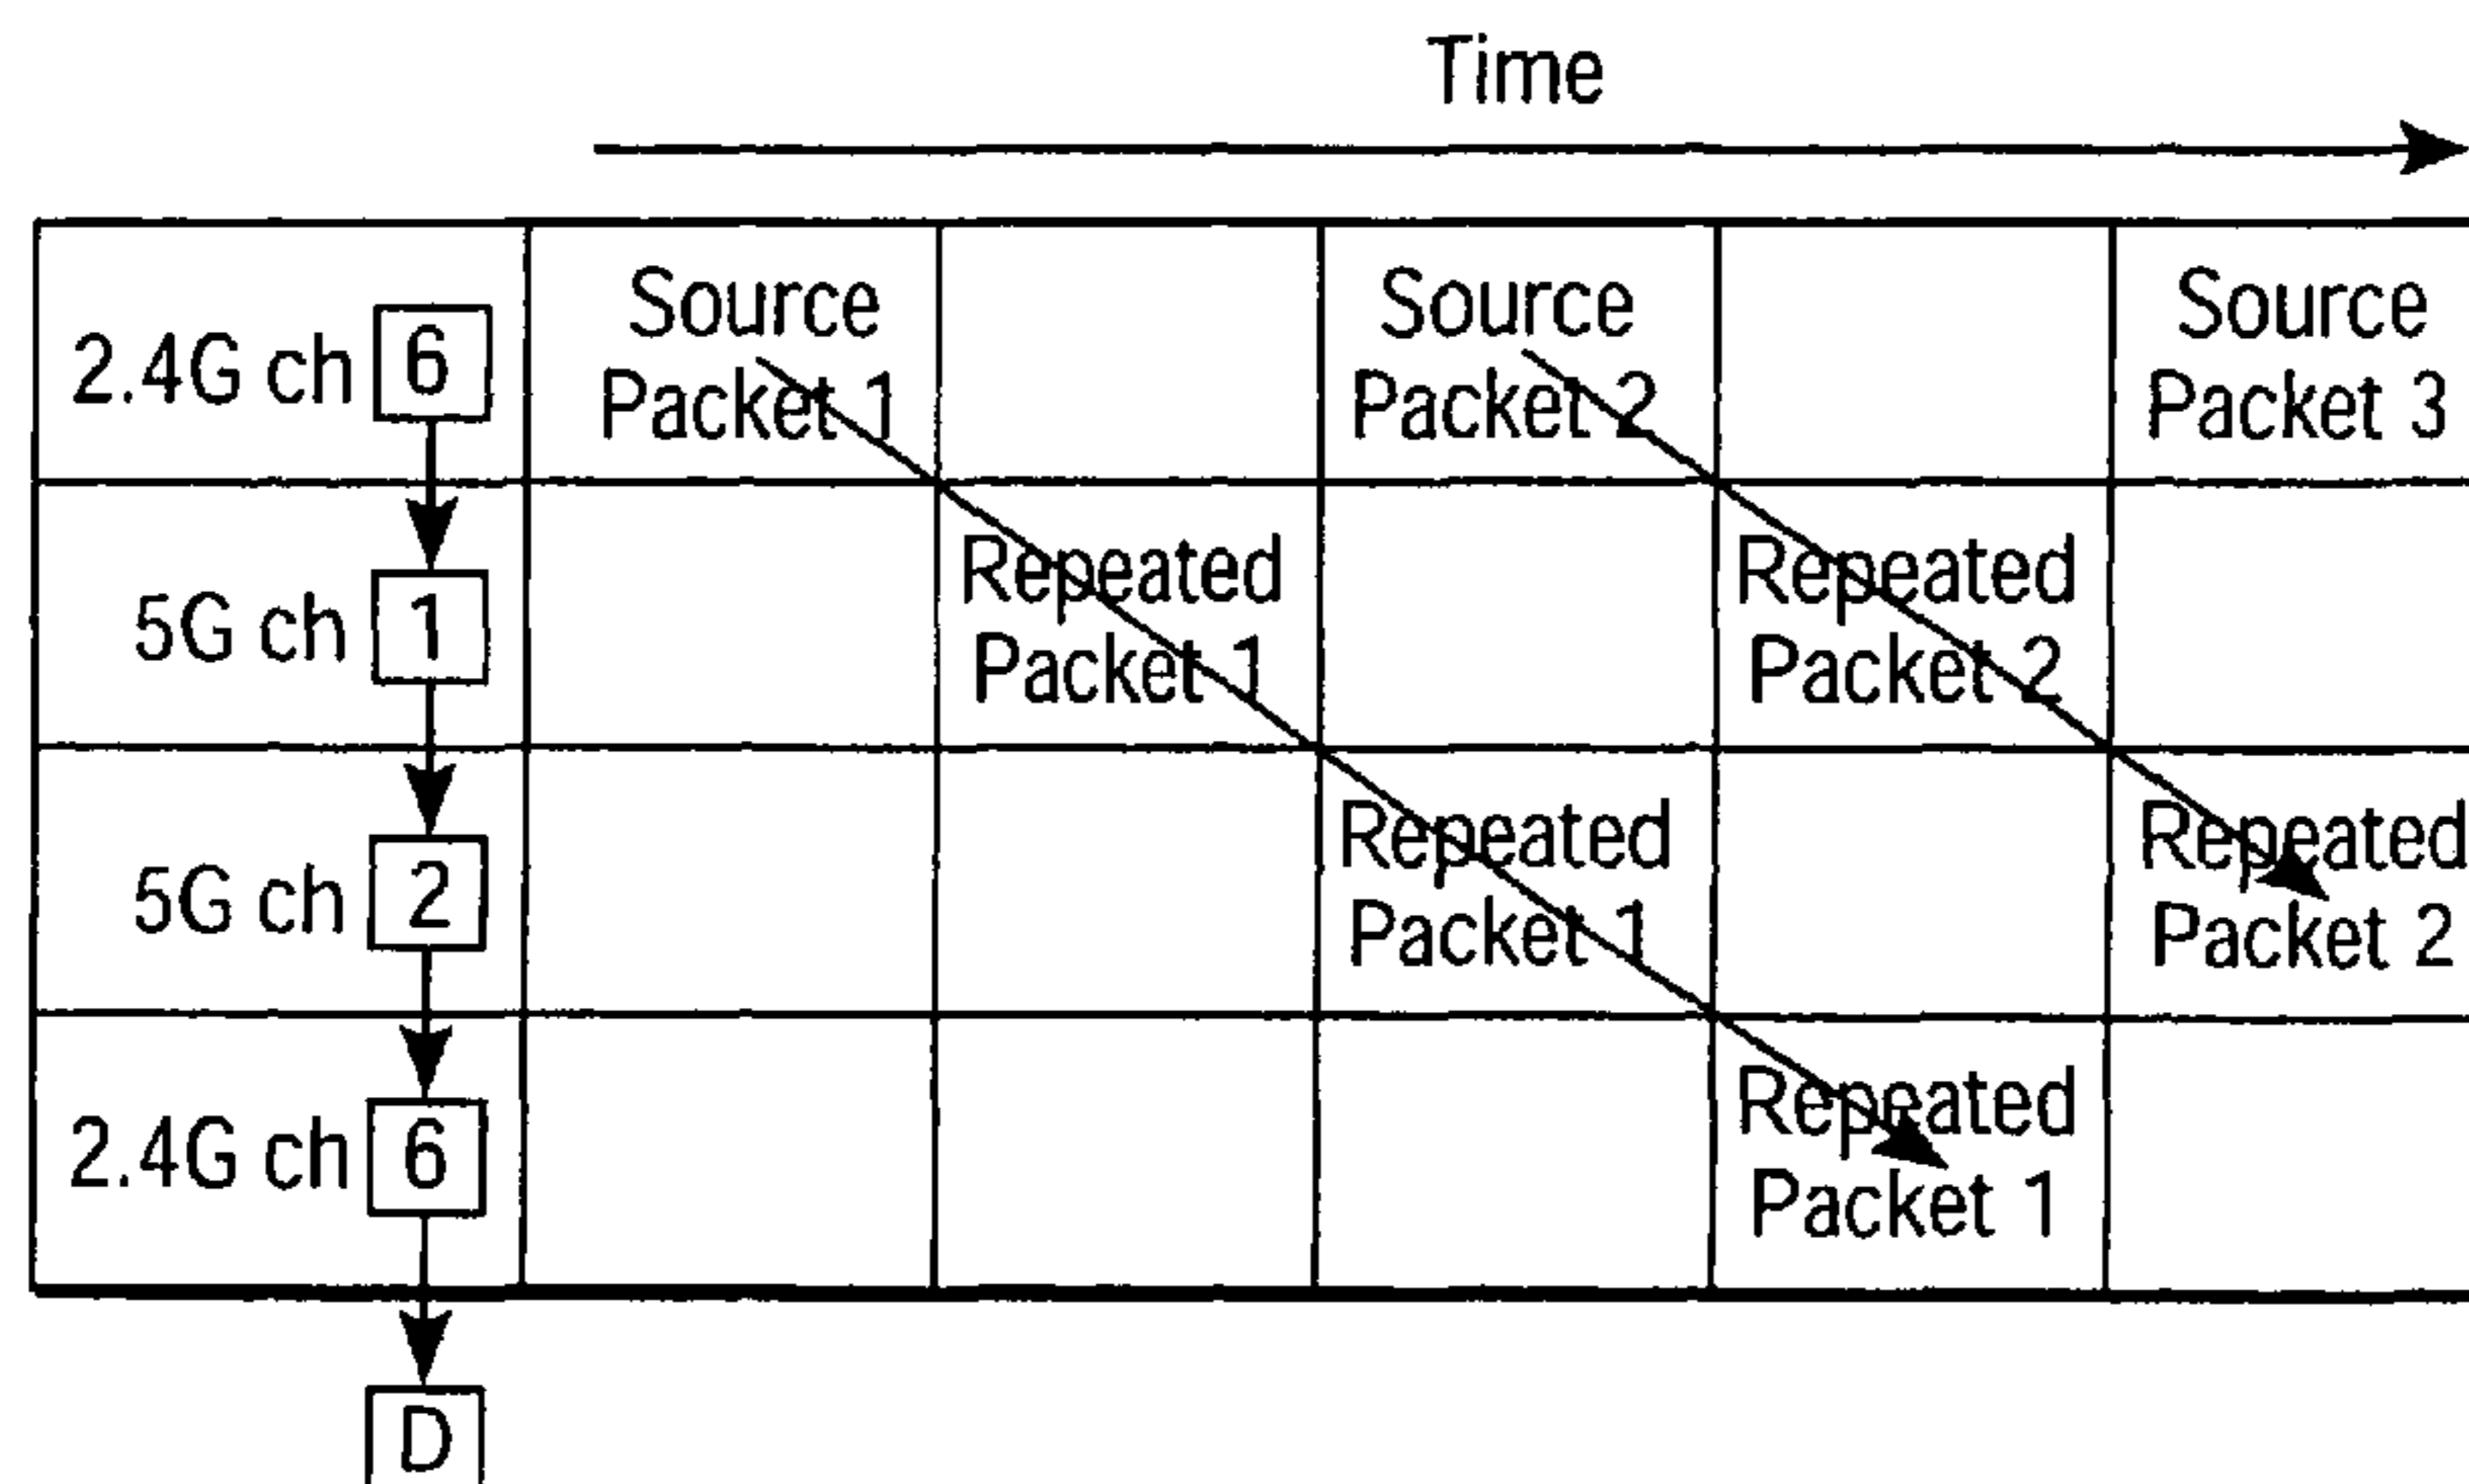 Time
2.4G ch 6
Source
Packet 1
Source
Packet 2
Source
Packet 3
5G ch 1
Repeated
Packet 1
Repeated
Packet 2
5G ch 2
Repeated
Packet 1
Repeated
Packet 2
2.4G ch 6
Repeated
Packet 1
D